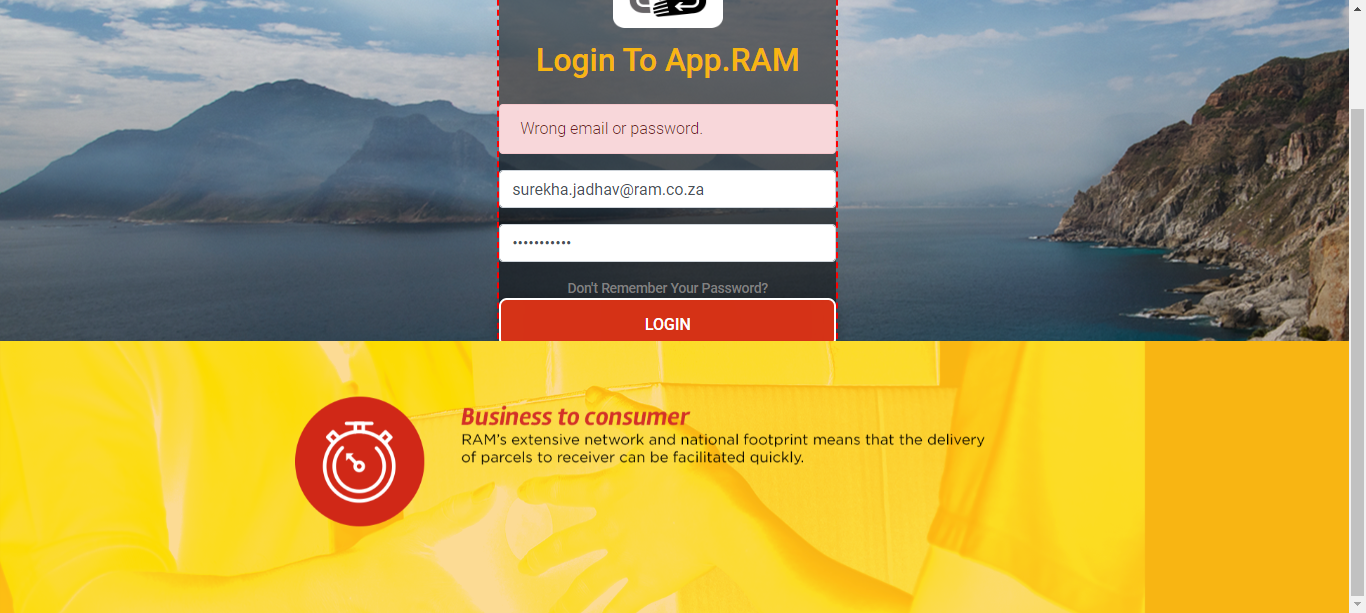 Login To App.RAM
Wrong email or password.
surekha.jadhav@ram.co.za
•••••••••••
Don't Remember Your Password?
LOGIN
Business to consumer
RAM's extensive network and national footprint means that the delivery
of parcels to receiver can be facilitated quickly.